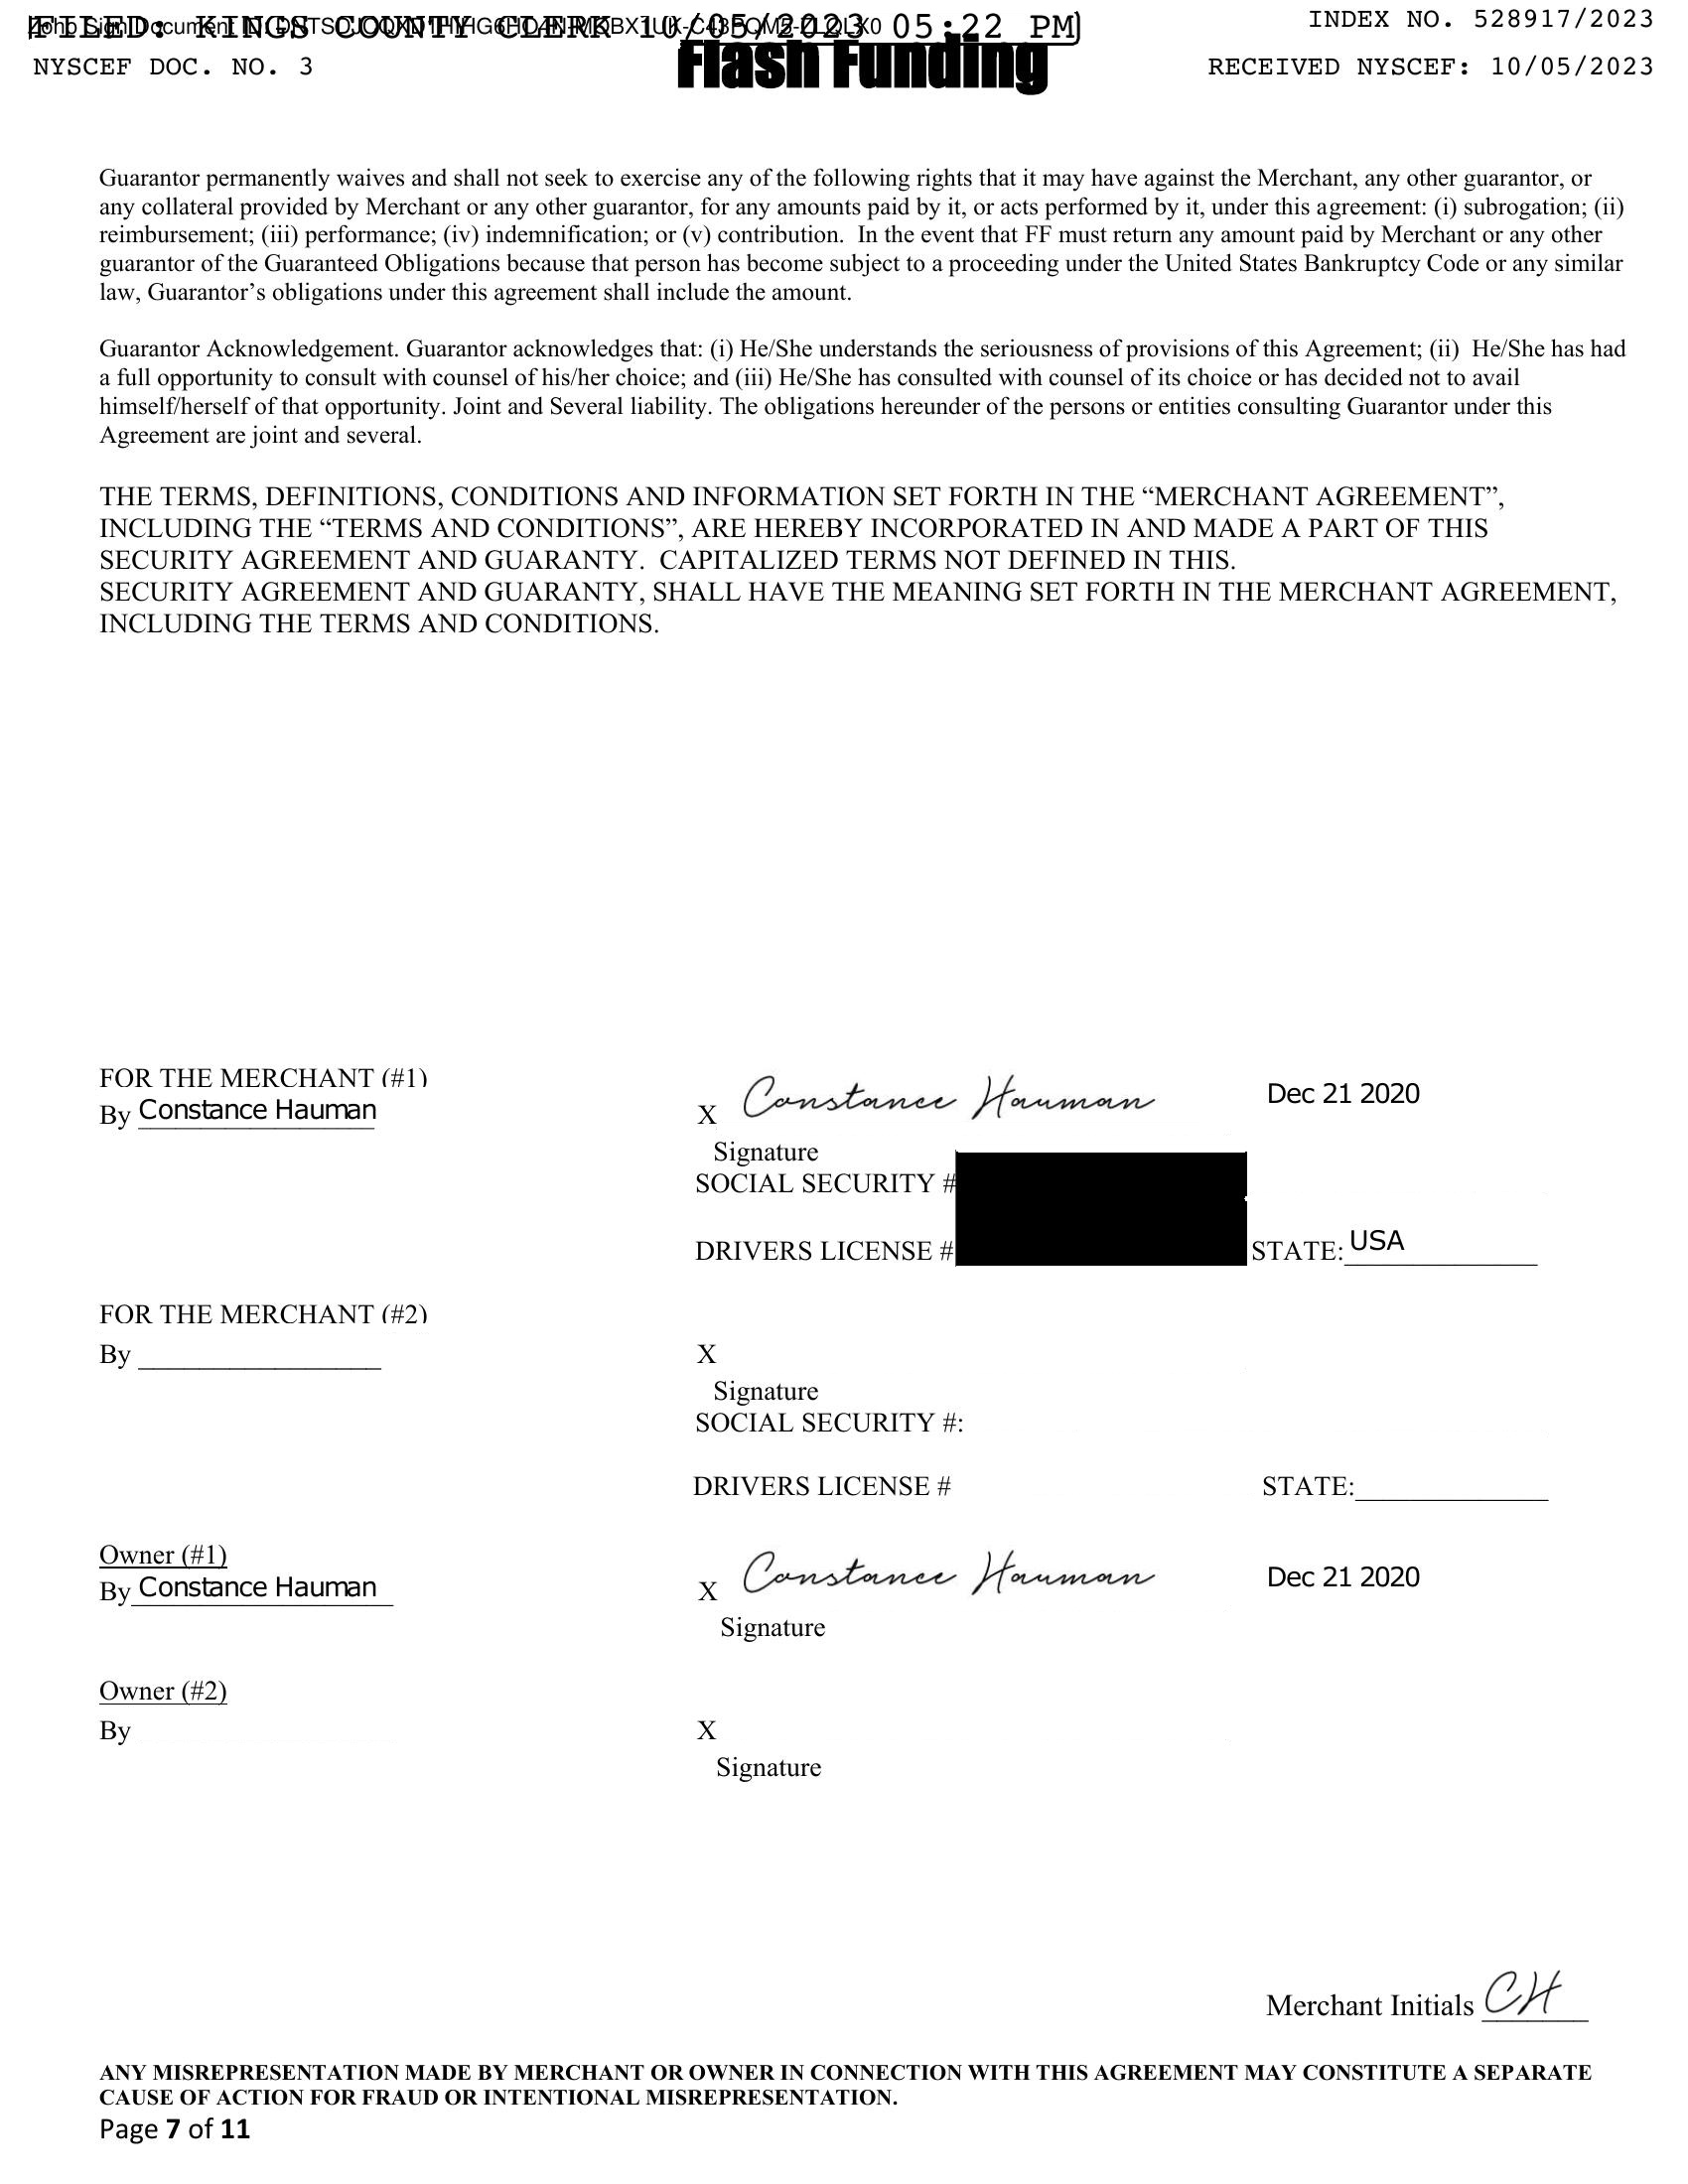 FILED: KINGS COUNTY CLERK 10/05/2023 05:22 PM
INDEX NO. 528917/2023
Zoho Sign Document ID:
NYSCEF DOC. NO. 3
Flash Funding
RECEIVED NYSCEF: 10/05/2023
Guarantor permanently waives and shall not seek to exercise any of the following rights that it may have against the Merchant, any other guarantor, or
any collateral provided by Merchant or any other guarantor, for any amounts paid by it, or acts performed by it, under this agreement: (i) subrogation; (ii)
reimbursement; (iii) performance; (iv) indemnification; or (v) contribution. In the event that FF must return any amount paid by Merchant or any other
guarantor of the Guaranteed Obligations because that person has become subject to a proceeding under the United States Bankruptcy Code or any similar
law, Guarantor’s obligations under this agreement shall include the amount.
Guarantor Acknowledgement. Guarantor acknowledges that: (i) He/She understands the seriousness of provisions of this Agreement; (ii) He/She has had
a full opportunity to consult with counsel of his/her choice; and (iii) He/She has consulted with counsel of its choice or has decided not to avail
himself/herself of that opportunity. Joint and Several liability. The obligations hereunder of the persons or entities consulting Guarantor under this
Agreement are joint and several.
THE TERMS, DEFINITIONS, CONDITIONS AND INFORMATION SET FORTH IN THE “MERCHANT AGREEMENT”,
INCLUDING THE “TERMS AND CONDITIONS”, ARE HEREBY INCORPORATED IN AND MADE A PART OF THIS
SECURITY AGREEMENT AND GUARANTY. CAPITALIZED TERMS NOT DEFINED IN THIS.
SECURITY AGREEMENT AND GUARANTY, SHALL HAVE THE MEANING SET FORTH IN THE MERCHANT AGREEMENT,
INCLUDING THE TERMS AND CONDITIONS.
FOR THE MERCHANT (#1)
By Constance Hauman
X Constance Hauman Dec 21 2020
Signature
SOCIAL SECURITY #
DRIVERS LICENSE # STATE: USA
FOR THE MERCHANT (#2)
By X
Signature
SOCIAL SECURITY #:
DRIVERS LICENSE # STATE:
Owner (#1)
By Constance Hauman
X Constance Hauman Dec 21 2020
Signature
Owner (#2)
By X
Signature
Merchant Initials CH
ANY MISREPRESENTATION MADE BY MERCHANT OR OWNER IN CONNECTION WITH THIS AGREEMENT MAY CONSTITUTE A SEPARATE
CAUSE OF ACTION FOR FRAUD OR INTENTIONAL MISREPRESENTATION.
Page 7 of 11